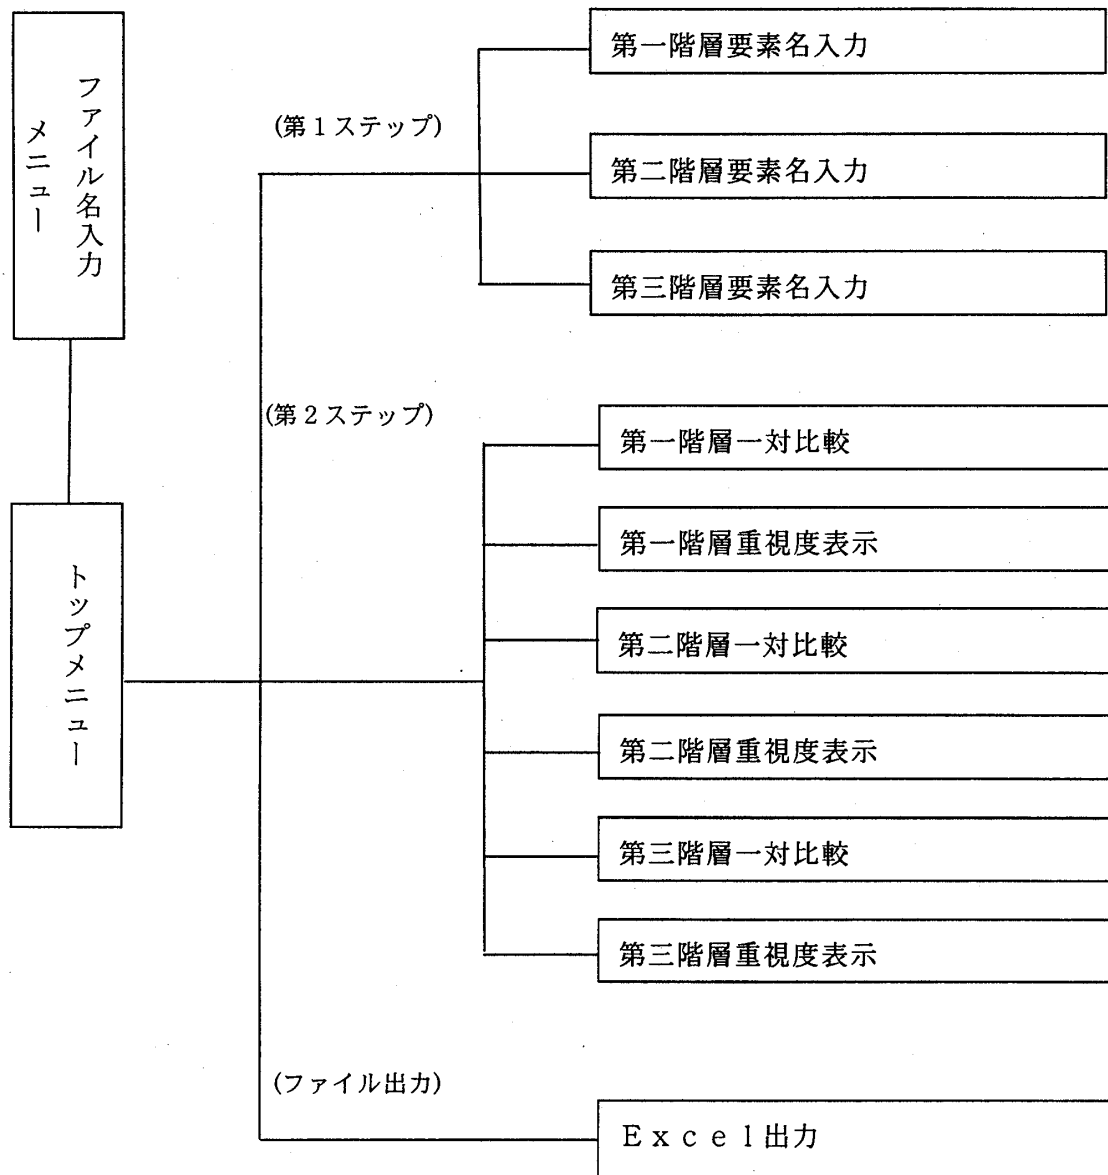 ファイル名入力
メニュー
トップメニュー
(第1ステップ)
第一階層要素名入力
第二階層要素名入力
第三階層要素名入力
(第2ステップ)
第一階層一対比較
第一階層重視度表示
第二階層一対比較
第二階層重視度表示
第三階層一対比較
第三階層重視度表示
(ファイル出力)
Ｅｘｃｅｌ出力